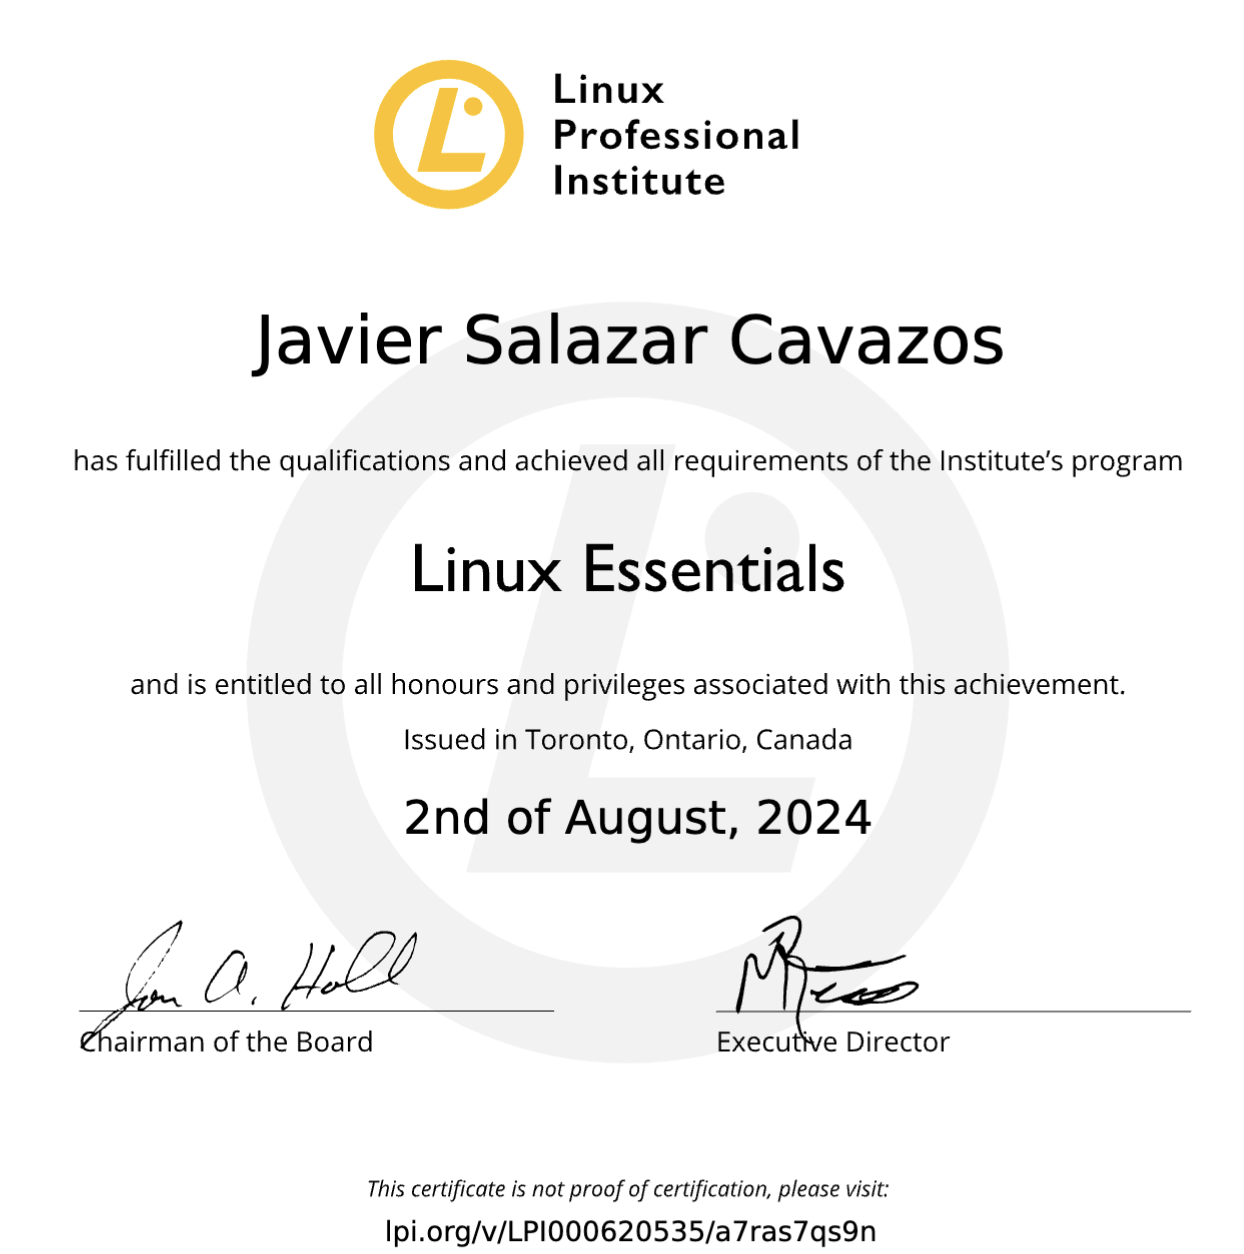 Linux
Professional
Institute
Javier Salazar Cavazos
has fulfilled the qualifications and achieved all requirements of the Institute’s program
Linux Essentials
and is entitled to all honours and privileges associated with this achievement.
Issued in Toronto, Ontario, Canada
2nd of August, 2024
Jon A. Hall
Chairman of the Board
Executive Director
This certificate is not proof of certification, please visit:
lpi.org/v/LPI000620535/a7ras7qs9n